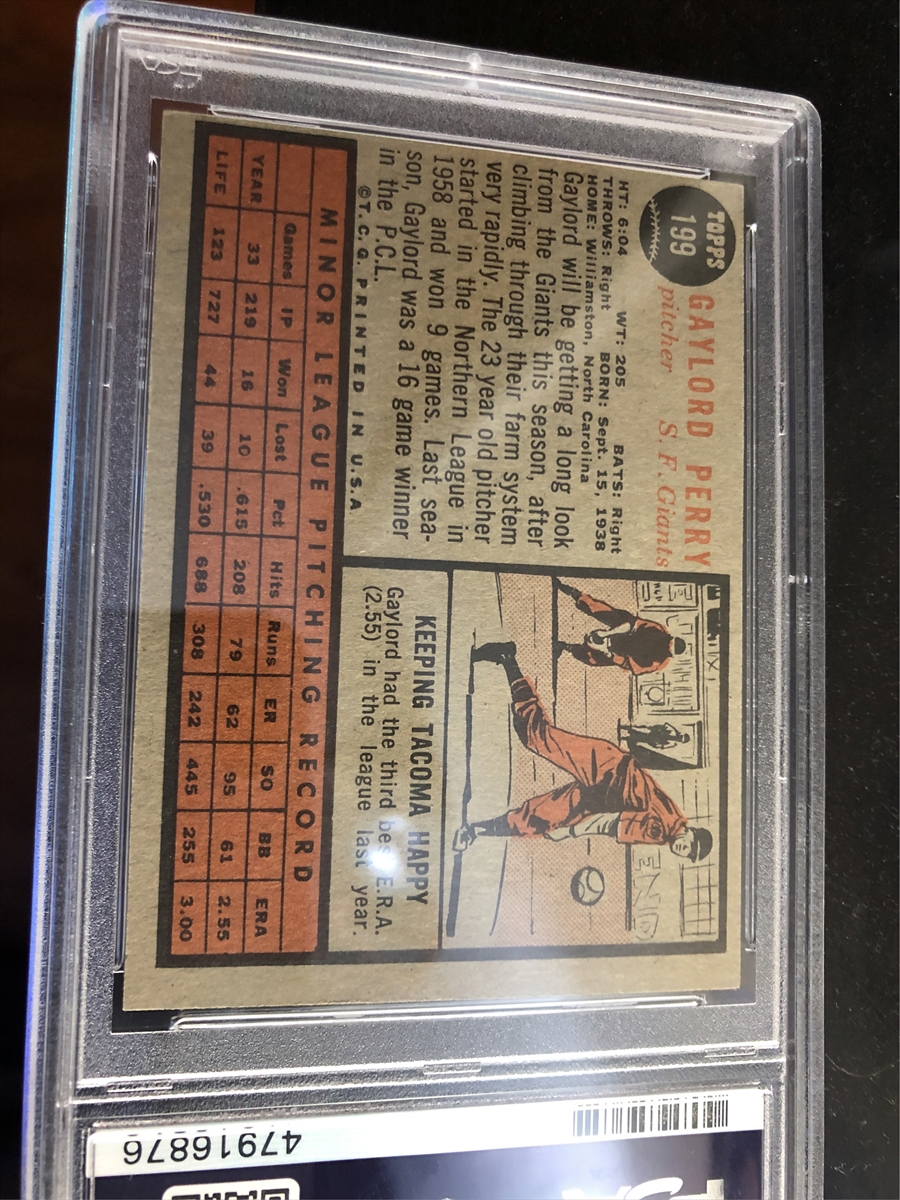 TOPPS
199
GAYLORD PERRY
pitcher S. F. Giants
HT: 6:04 WT: 205 BATS: Right
THROWS: Right BORN: Sept. 15, 1938
HOME: Williamston, North Carolina
Gaylord will be getting a long look
from the Giants this season, after
climbing through their farm system
very rapidly. The 23 year old pitcher
started in the Northern League in
1958 and won 9 games. Last sea-
son, Gaylord was a 16 game winner
in the P.C.L.
©T.C.G. PRINTED IN U.S.A
END
KEEPING TACOMA HAPPY
Gaylord had the third best E.R.A.
(2.55) in the league last year.
MINOR LEAGUE PITCHING RECORD
Games IP Won Lost Pct Hits Runs ER SO BB ERA
YEAR 33 219 16 10 .615 208 79 62 95 61 2.55
LIFE 123 727 44 39 .530 688 308 242 445 255 3.00
47916876